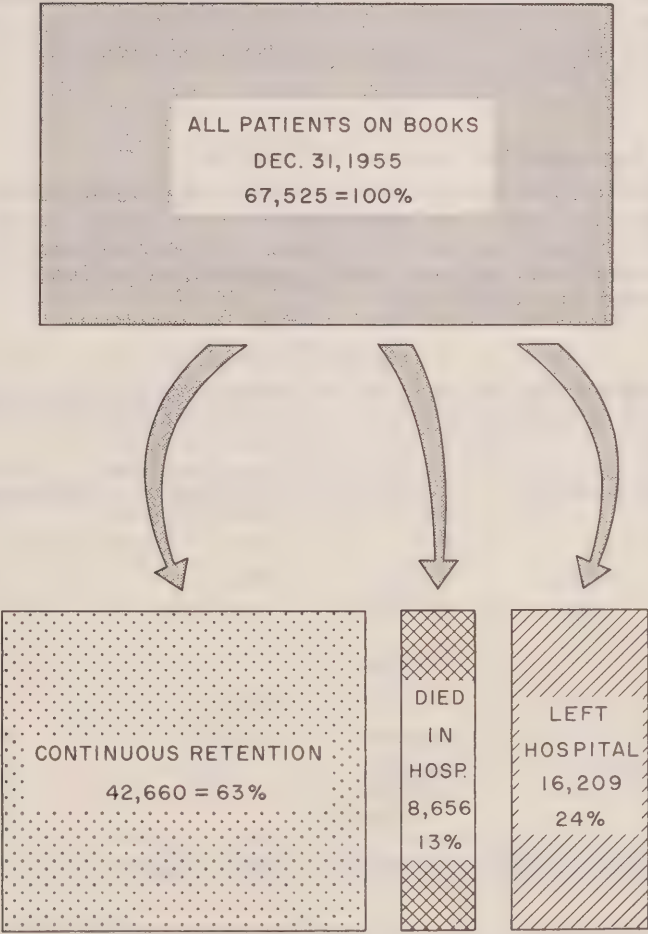 ALL PATIENTS ON BOOKS
DEC. 31, 1955
67,525 = 100%
CONTINUOUS RETENTION
42,660 = 63%
DIED
IN
HOSP.
8,656
13%
LEFT
HOSPITAL
16,209
24%